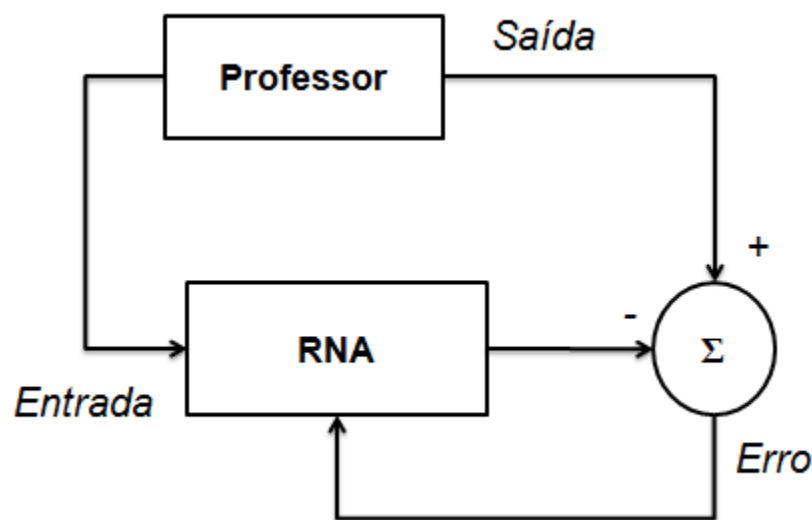 Saída
Professor
+
-
RNA
Σ
Entrada
Erro